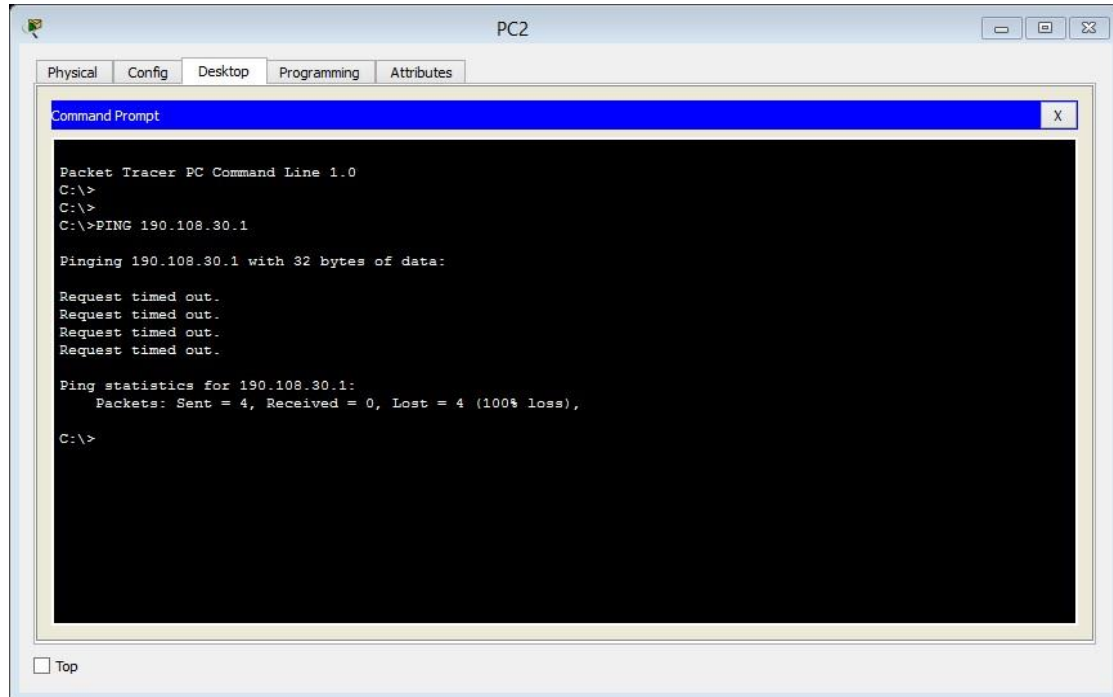 PC2
Physical Config Desktop Programming Attributes
Command Prompt X
Packet Tracer PC Command Line 1.0
C:\>
C:\>
C:\>PING 190.108.30.1
Pinging 190.108.30.1 with 32 bytes of data:
Request timed out.
Request timed out.
Request timed out.
Request timed out.
Ping statistics for 190.108.30.1:
Packets: Sent = 4, Received = 0, Lost = 4 (100% loss),
C:\>
Top